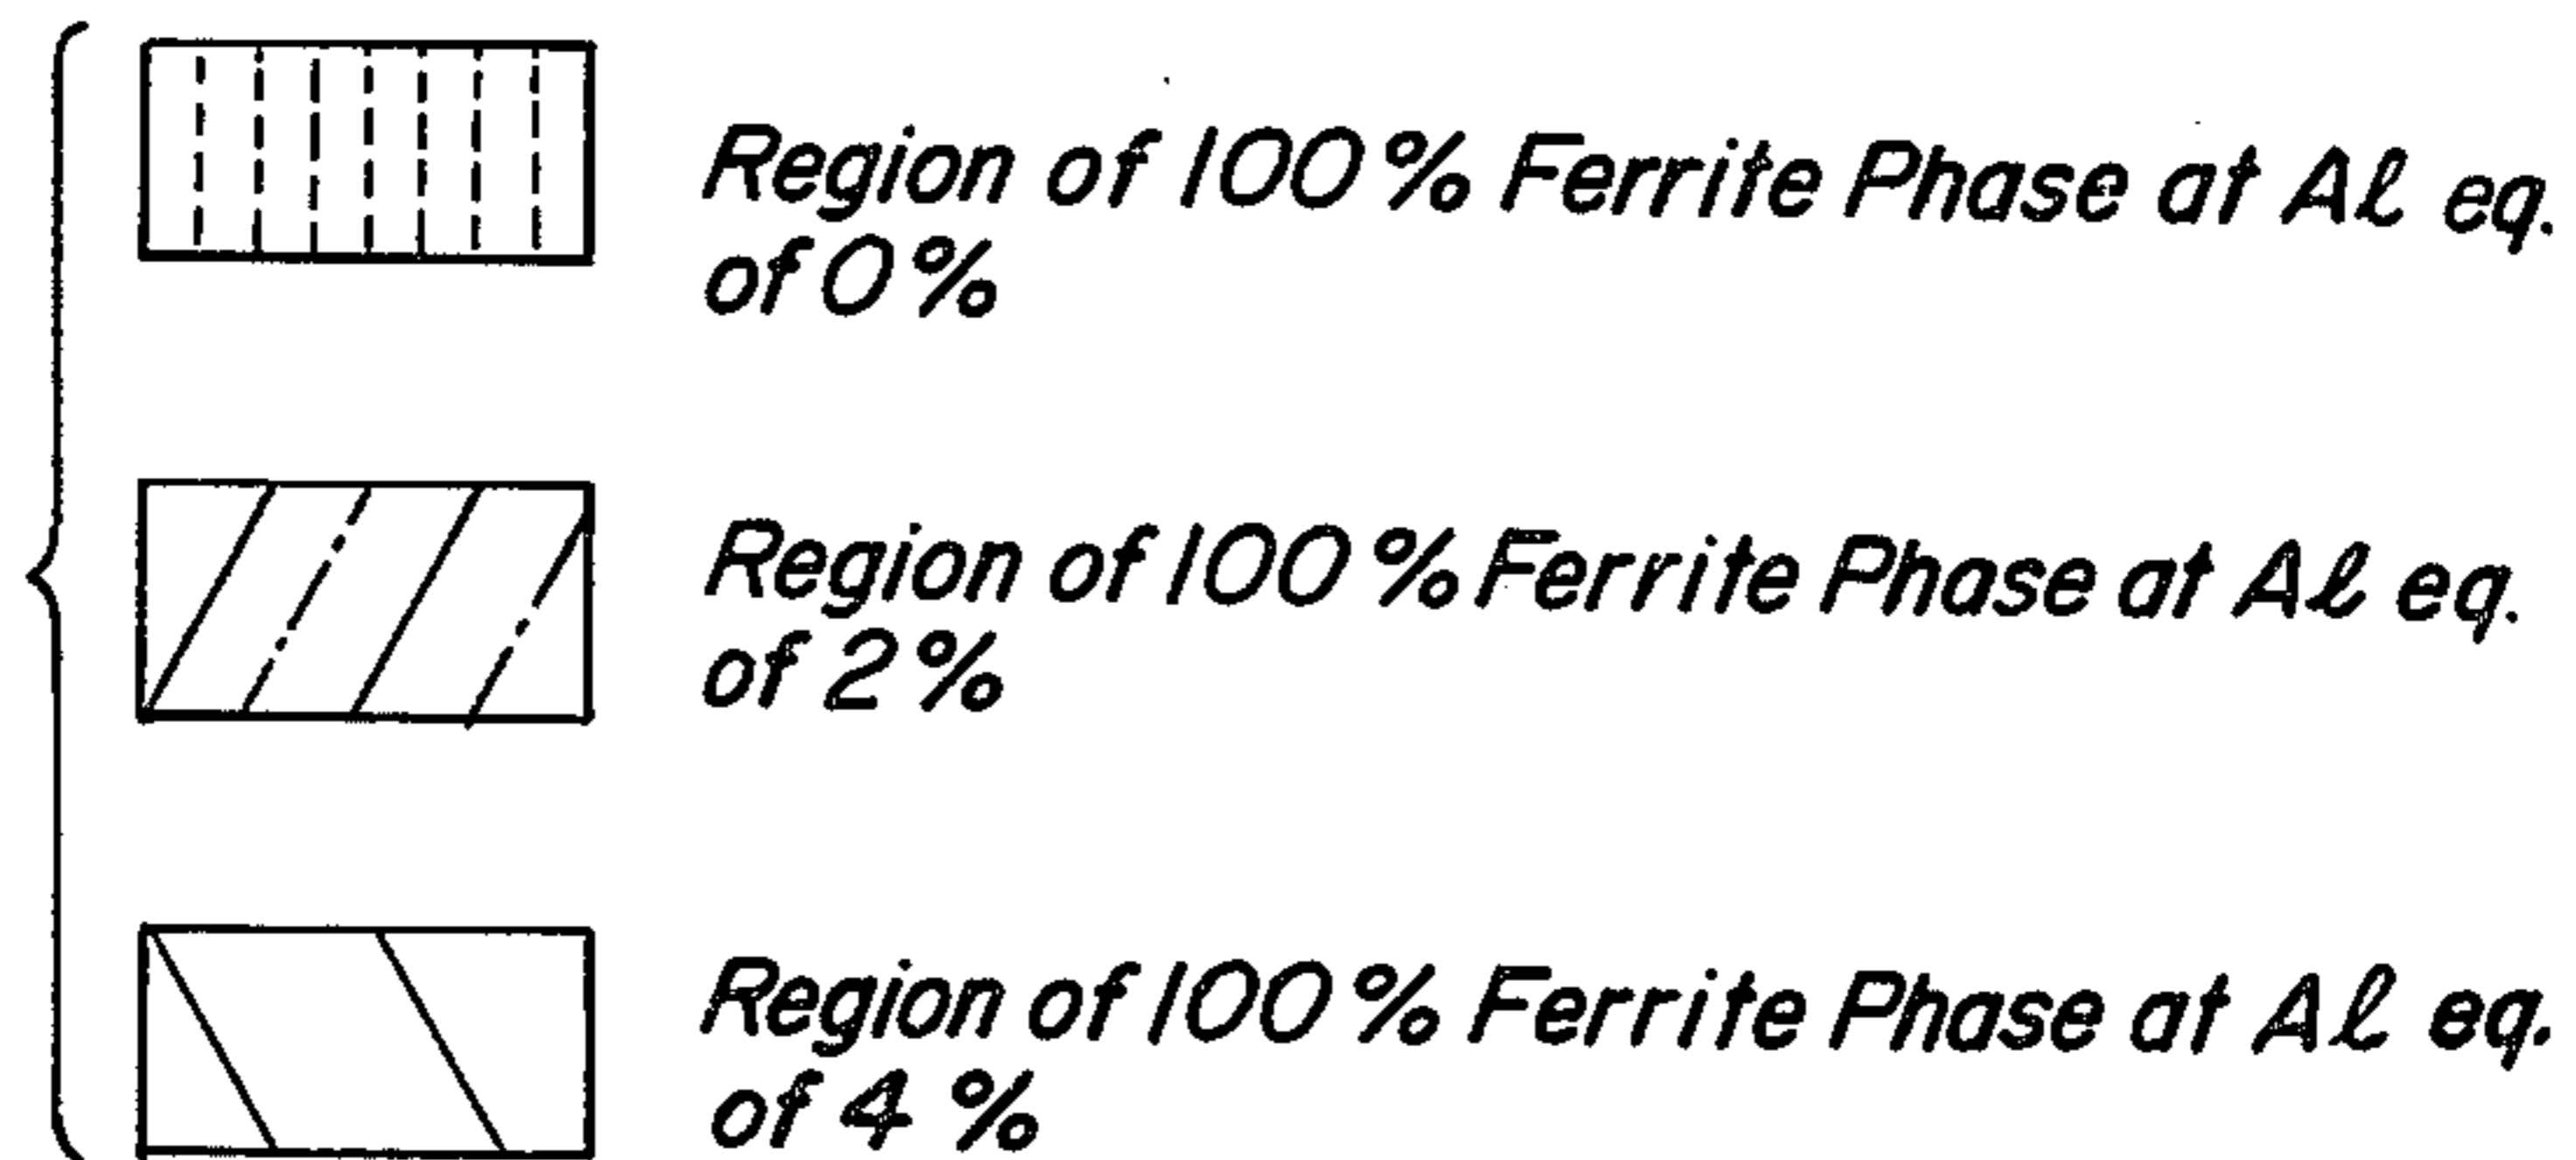 Region of 100% Ferrite Phase at Al eq.
of 0%
Region of 100% Ferrite Phase at Al eq.
of 2%
Region of 100% Ferrite Phase at Al eq.
of 4%